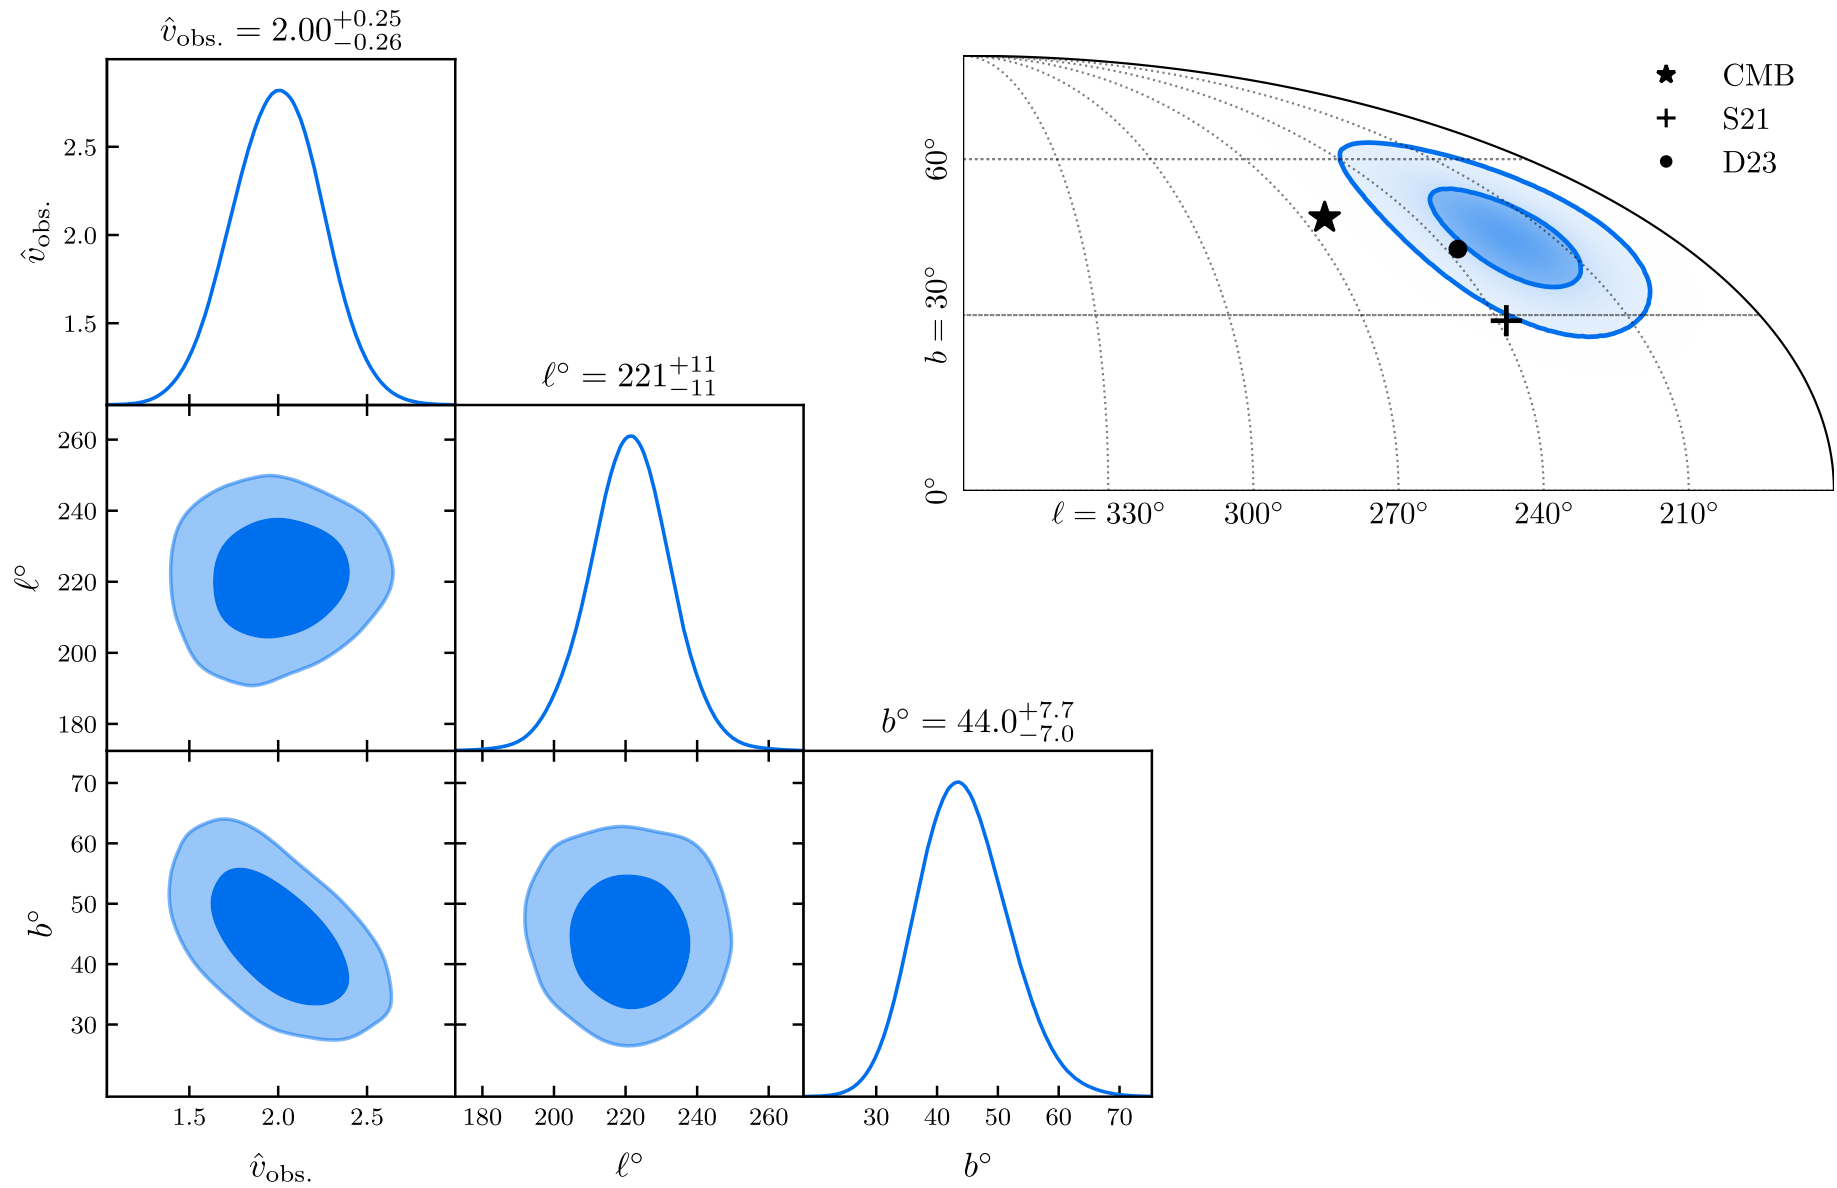 v̂obs. = 2.00+0.25−0.26
2.5
2.0
1.5
v̂obs.
ℓ° = 221+11−11
260
240
220
200
180
ℓ°
b° = 44.0+7.7−7.0
70
60
50
40
30
b°
1.5 2.0 2.5
180 200 220 240 260
30 40 50 60 70
v̂obs.
ℓ°
b°
CMB
S21
D23
60°
b = 30°
0°
ℓ = 330° 300° 270° 240° 210°